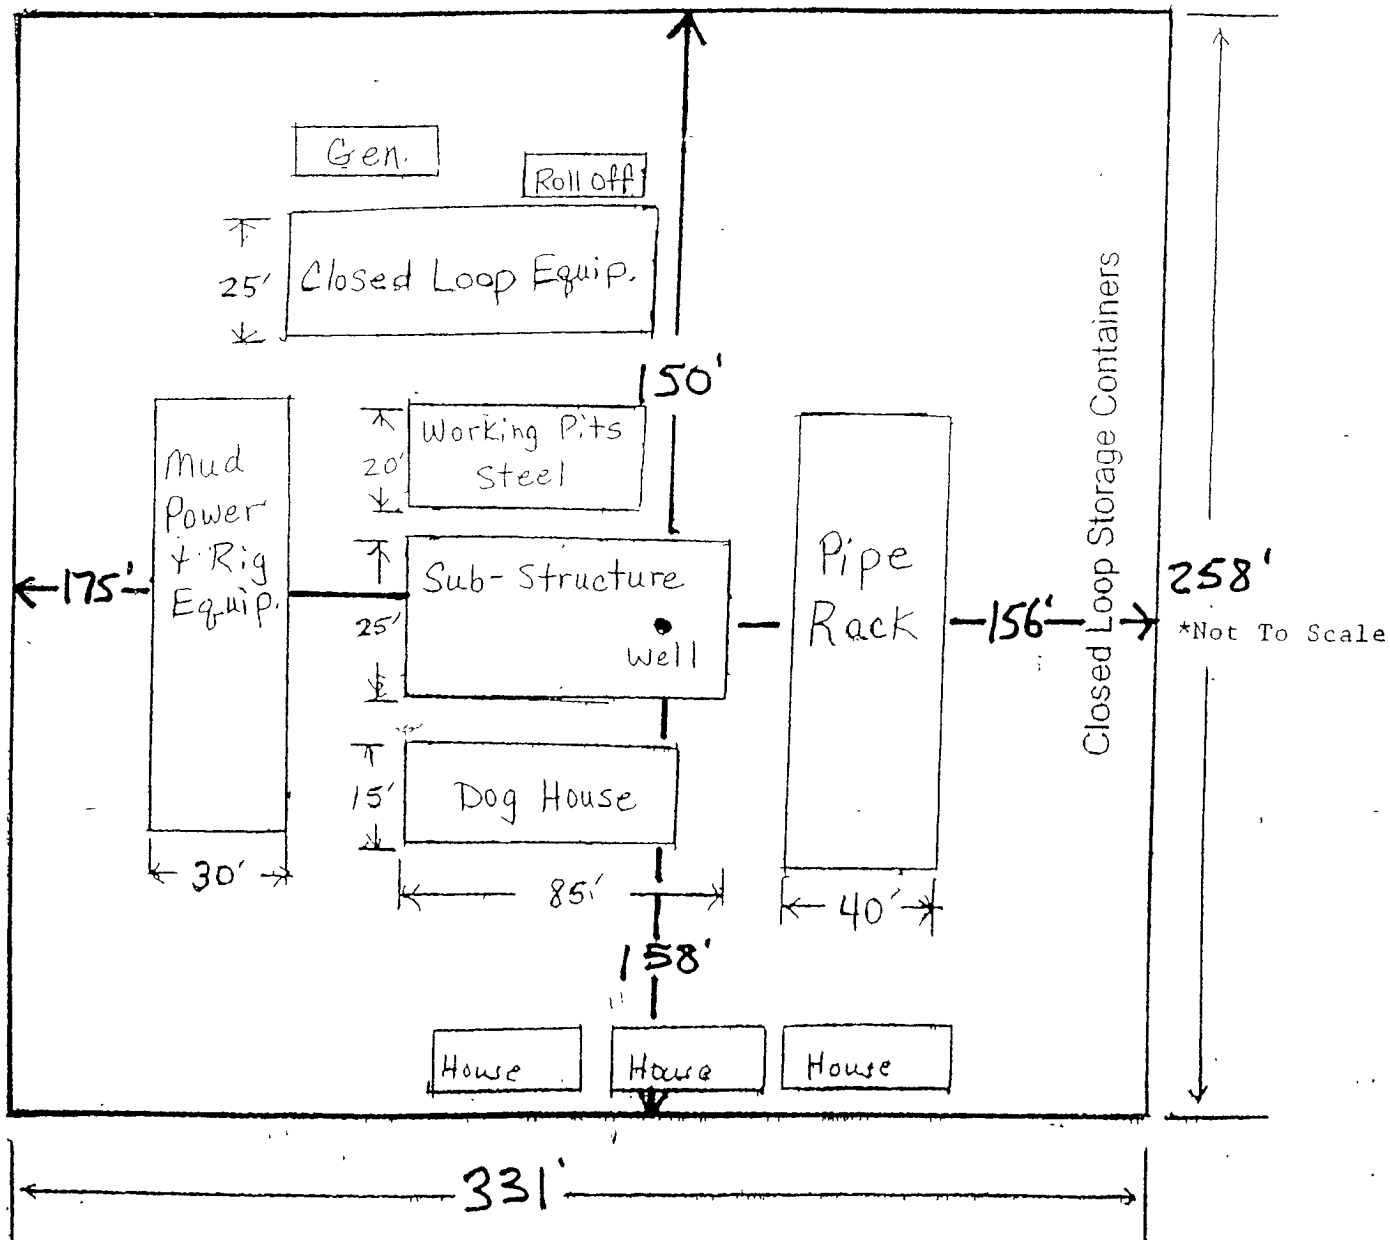 Gen.
Roll Off
25'
Closed Loop Equip.
150'
Working Pits
Steel
20'
Mud
Power
+ Rig
Equip.
175'
Sub-Structure
25'
Well
Pipe
Rack
156'
Closed Loop Storage Containers
258'
*Not To Scale
15'
Dog House
30'
85'
40'
158'
House
House
House
331'